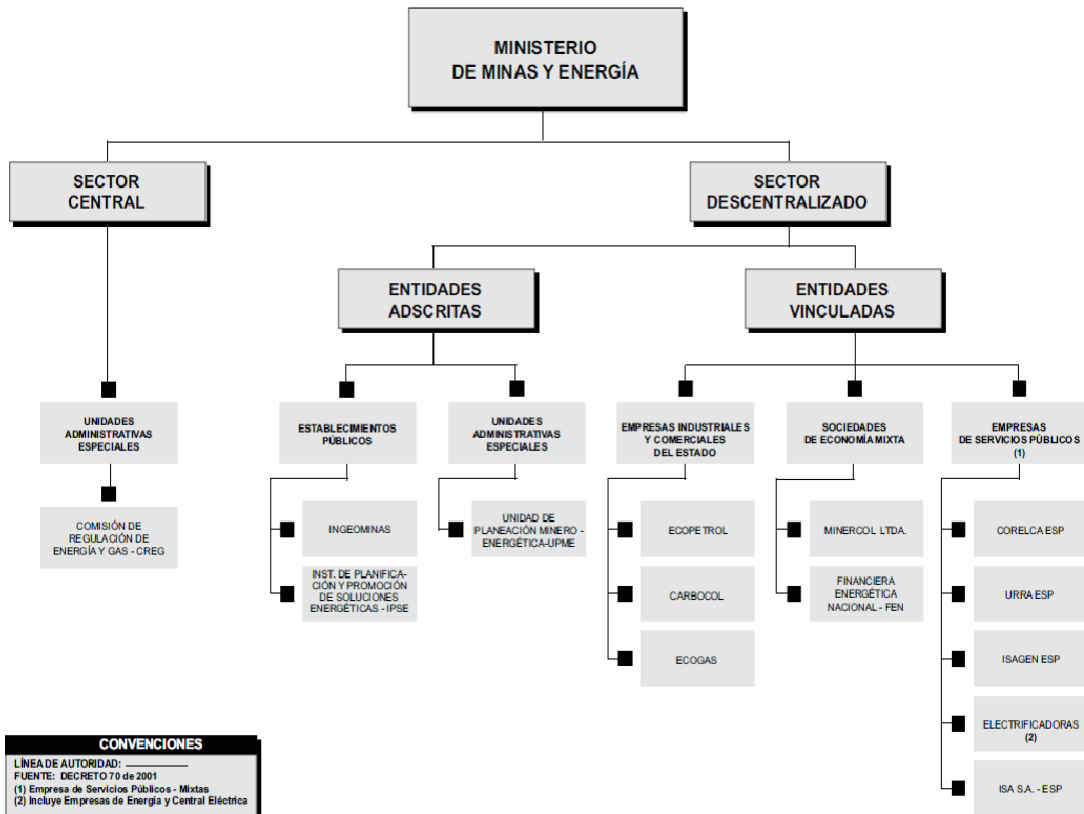 MINISTERIO
DE MINAS Y ENERGÍA
SECTOR
CENTRAL
SECTOR
DESCENTRALIZADO
ENTIDADES
ADSCRITAS
ENTIDADES
VINCULADAS
UNIDADES
ADMINISTRATIVAS
ESPECIALES
ESTABLECIMIENTOS
PÚBLICOS
UNIDADES
ADMINISTRATIVAS
ESPECIALES
EMPRESAS INDUSTRIALES
Y COMERCIALES
DEL ESTADO
SOCIEDADES
DE ECONOMÍA MIXTA
EMPRESAS
DE SERVICIOS PÚBLICOS
(1)
COMISIÓN DE
REGULACIÓN DE
ENERGÍA Y GAS - CREG
INGEOMINAS
INST. DE PLANIFICA-
CIÓN Y PROMOCIÓN
DE SOLUCIONES
ENERGÉTICAS - IPSE
UNIDAD DE
PLANEACIÓN MINERO -
ENERGÉTICA-UPME
ECOPETROL
CARBOCOL
ECOGAS
MINERCOL LTDA.
FINANCIERA
ENERGÉTICA
NACIONAL - FEN
CORELCA ESP
URRA ESP
ISAGEN ESP
ELECTRIFICADORAS
(2)
ISA S.A. - ESP
CONVENCIONES
LÍNEA DE AUTORIDAD:
FUENTE: DECRETO 70 de 2001
(1) Empresa de Servicios Públicos - Mixtas
(2) Incluye Empresas de Energía y Central Eléctrica